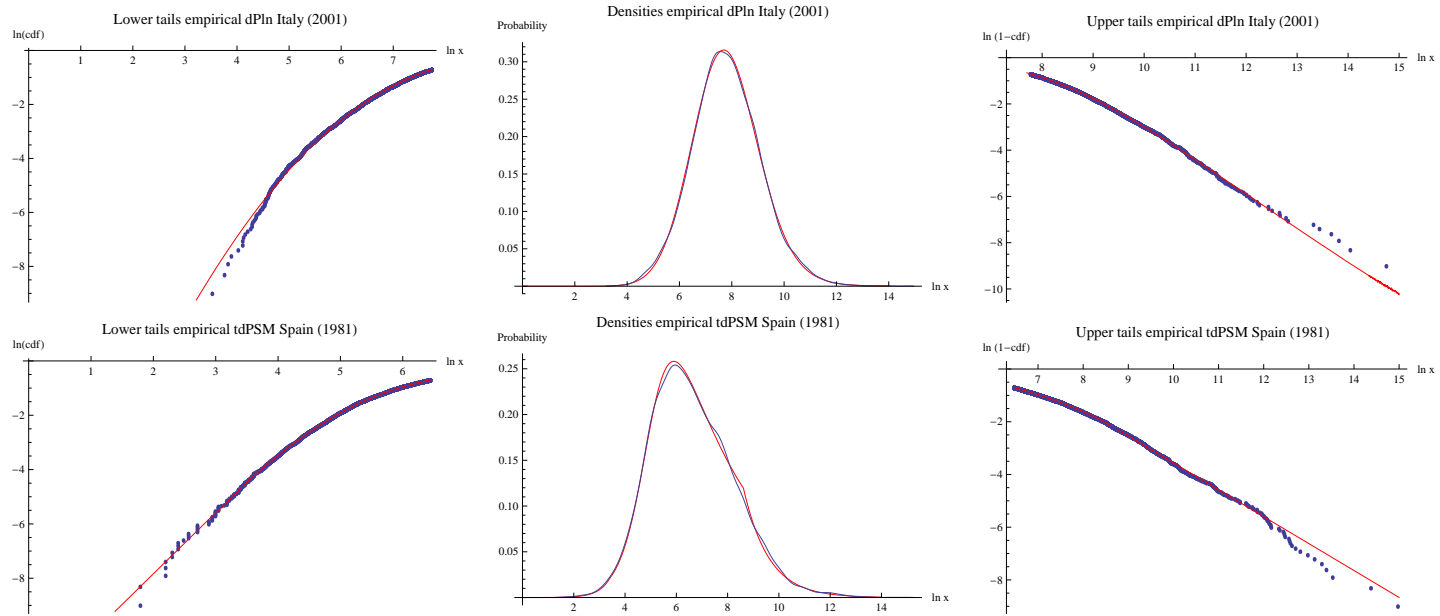 Lower tails empirical dPln Italy (2001)
ln(cdf)
ln x
1 2 3 4 5 6 7
−2
−4
−6
−8
Densities empirical dPln Italy (2001)
Probability
0.30
0.25
0.20
0.15
0.10
0.05
2 4 6 8 10 12 14
ln x
Upper tails empirical dPln Italy (2001)
ln (1−cdf)
ln x
8 9 10 11 12 13 14 15
−2
−4
−6
−8
−10
Lower tails empirical tdPSM Spain (1981)
ln(cdf)
ln x
1 2 3 4 5 6
−2
−4
−6
−8
Densities empirical tdPSM Spain (1981)
Probability
0.25
0.20
0.15
0.10
0.05
2 4 6 8 10 12 14
ln x
Upper tails empirical tdPSM Spain (1981)
ln (1−cdf)
ln x
7 8 9 10 11 12 13 14 15
−2
−4
−6
−8